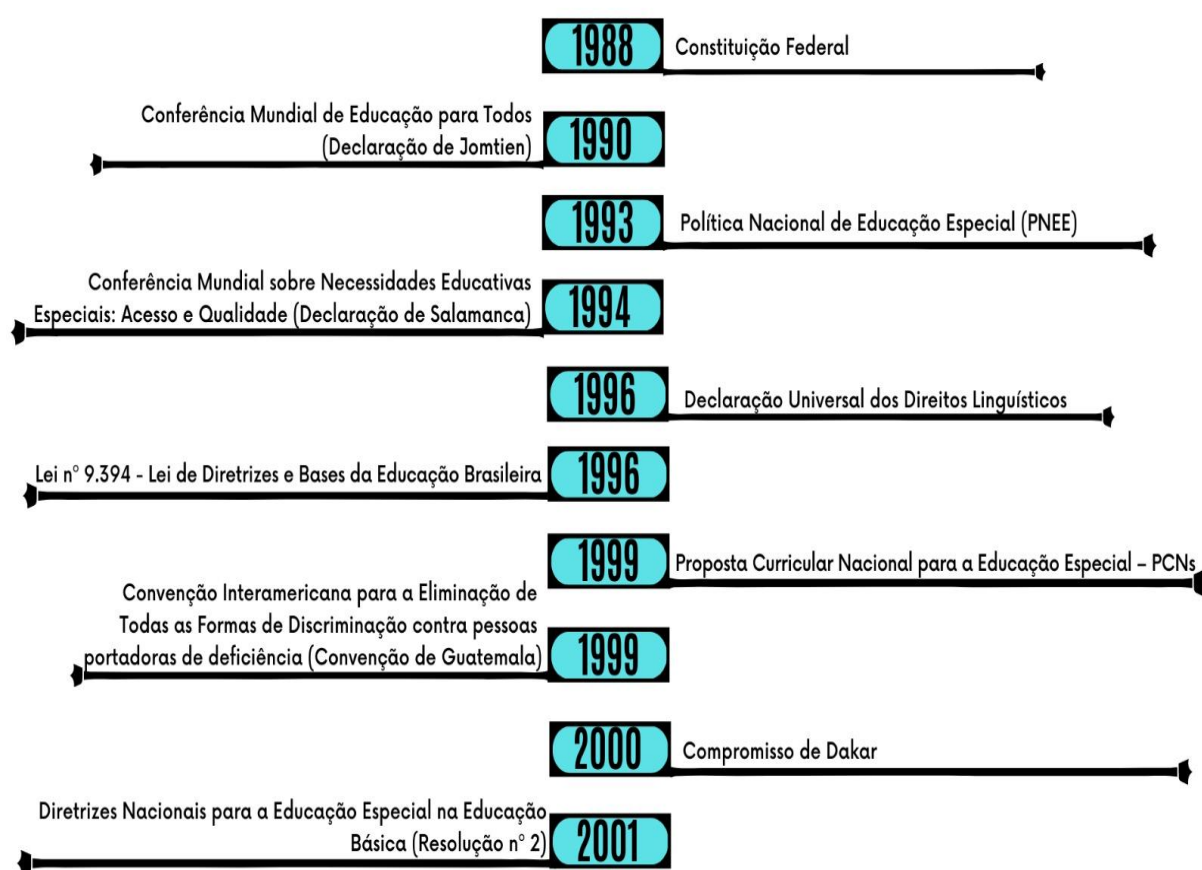 1988
Constituição Federal
Conferência Mundial de Educação para Todos
(Declaração de Jomtien)
1990
1993
Política Nacional de Educação Especial (PNEE)
Conferência Mundial sobre Necessidades Educativas
Especiais: Acesso e Qualidade (Declaração de Salamanca)
1994
1996
Declaração Universal dos Direitos Linguísticos
Lei n° 9.394 - Lei de Diretrizes e Bases da Educação Brasileira
1996
1999
Proposta Curricular Nacional para a Educação Especial – PCNs
Convenção Interamericana para a Eliminação de
Todas as Formas de Discriminação contra pessoas
portadoras de deficiência (Convenção de Guatemala)
1999
2000
Compromisso de Dakar
Diretrizes Nacionais para a Educação Especial na Educação
Básica (Resolução n° 2)
2001